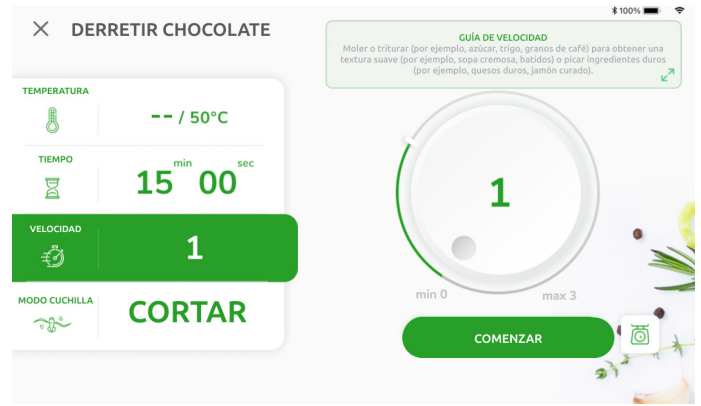 100%
DERRETIR CHOCOLATE
GUÍA DE VELOCIDAD
Moler o triturar (por ejemplo, azúcar, trigo, granos de café) para obtener una
textura suave (por ejemplo, sopa cremosa, batidos) o picar ingredientes duros
(por ejemplo, quesos duros, jamón curado).
TEMPERATURA
-- / 50°C
TIEMPO
15 min 00 sec
VELOCIDAD
1
MODO CUCHILLA
CORTAR
1
min 0
max 3
COMENZAR